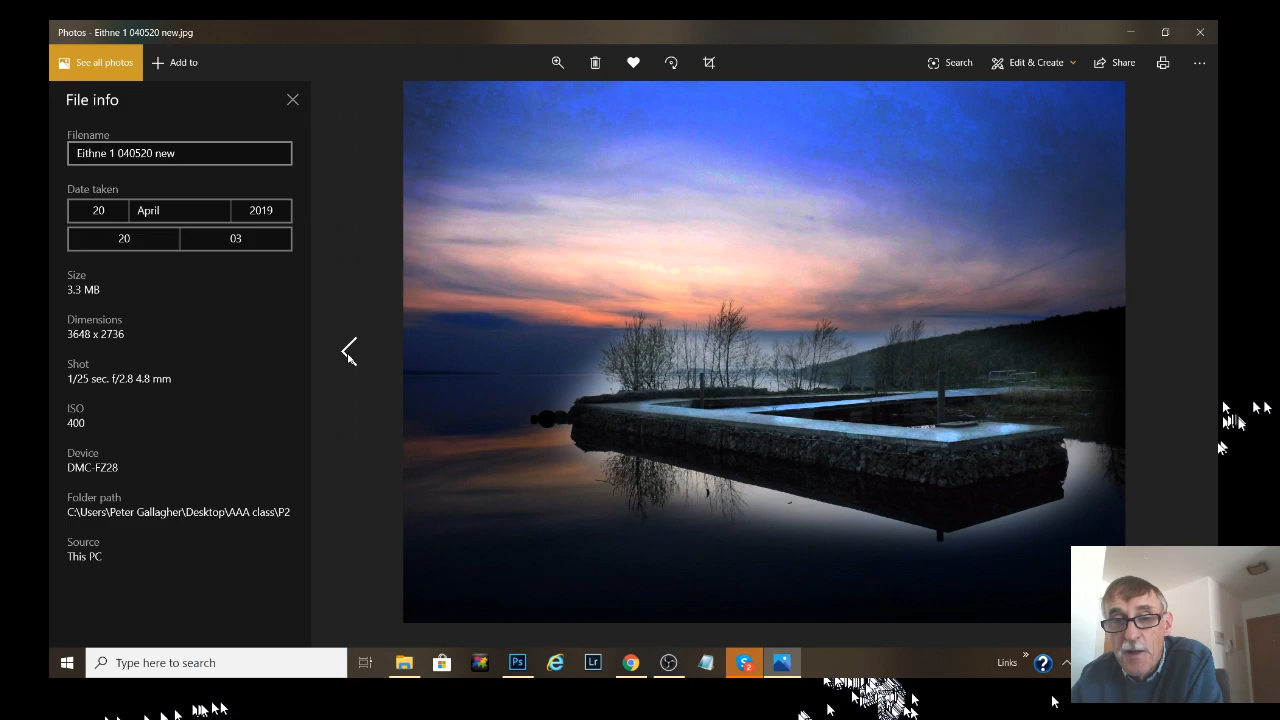 Photos - Eithne 1 040520 new.jpg
See all photos
Add to
Search
Edit & Create
Share
File info
Filename
Eithne 1 040520 new
Date taken
20 April 2019
20 03
Size
3.3 MB
Dimensions
3648 x 2736
Shot
1/25 sec. f/2.8 4.8 mm
ISO
400
Device
DMC-FZ28
Folder path
C:\Users\Peter Gallagher\Desktop\AAA class\P2
Source
This PC
Type here to search
Ps
Lr
S
2
Links
»
?